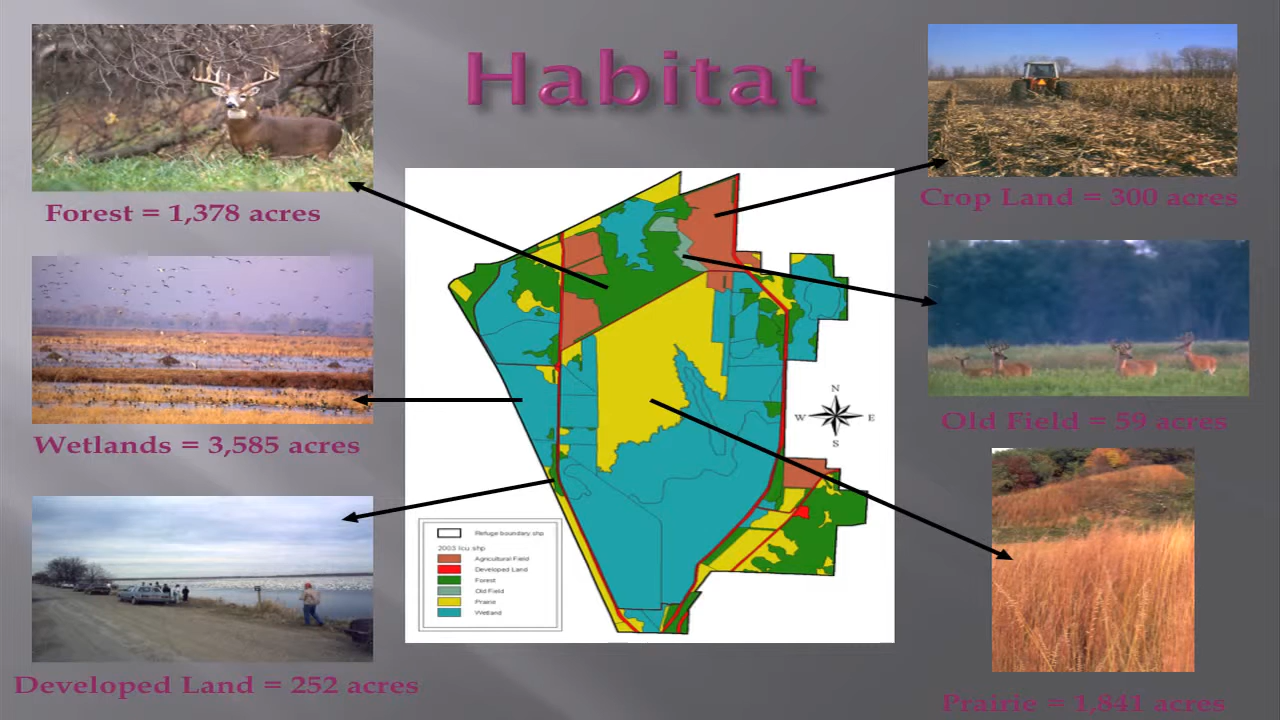 Habitat
Forest = 1,378 acres
Crop Land = 300 acres
Wetlands = 3,585 acres
Old Field = 59 acres
Developed Land = 252 acres
Prairie = 1,841 acres
N
W E
S
Refuge boundary.shp
2003 lcu.shp
Agricultural Field
Developed Land
Forest
Old Field
Prairie
Wetland